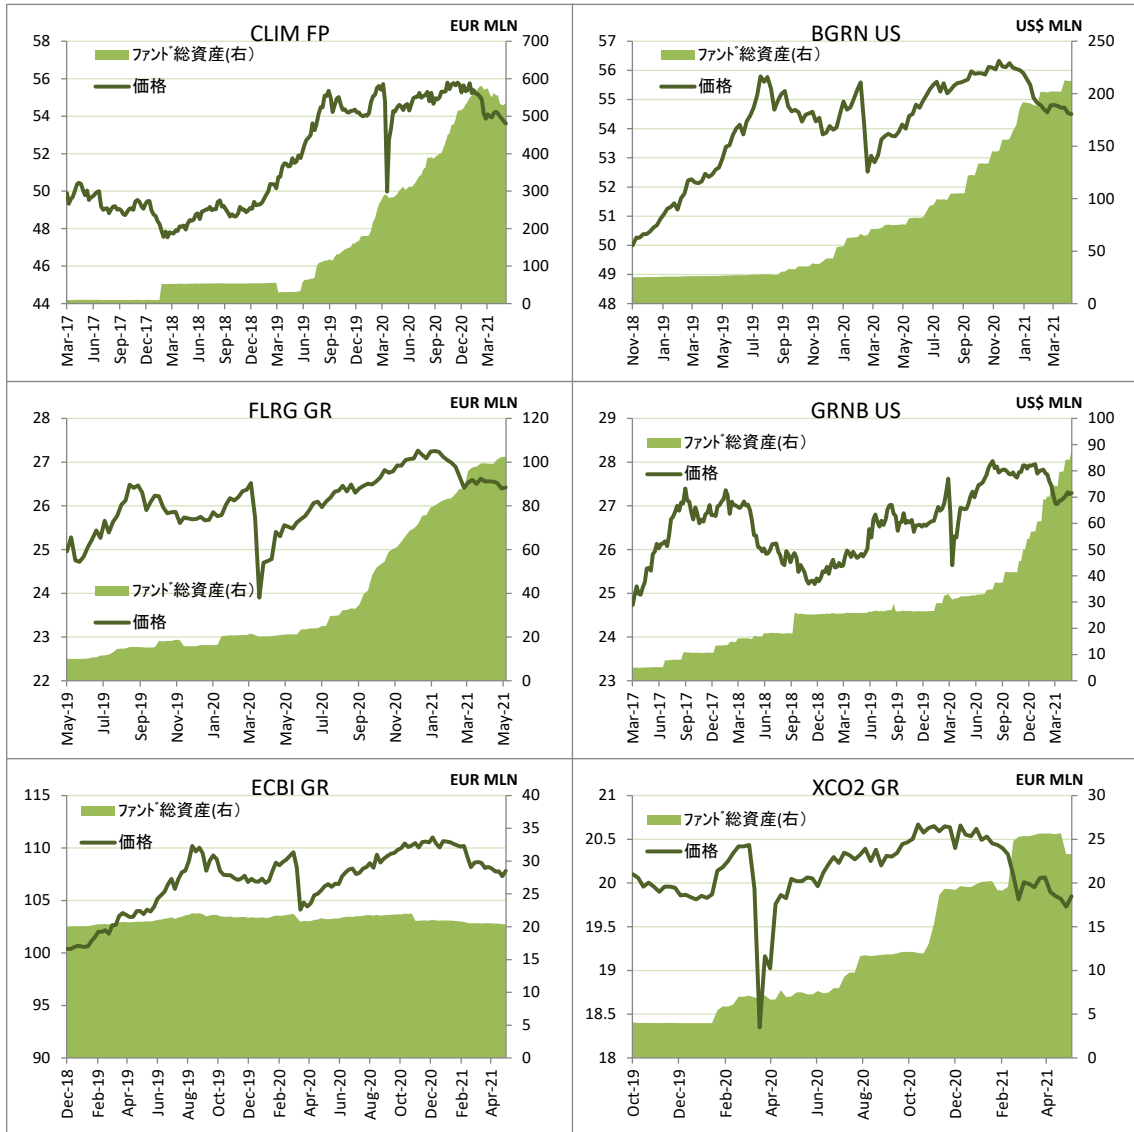 CLIM FP
EUR MLN
ファンド総資産(右)
価格
58
56
54
52
50
48
46
44
700
600
500
400
300
200
100
0
Mar-17
Jun-17
Sep-17
Dec-17
Mar-18
Jun-18
Sep-18
Dec-18
Mar-19
Jun-19
Sep-19
Dec-19
Mar-20
Jun-20
Sep-20
Dec-20
Mar-21
BGRN US
US$ MLN
ファンド総資産(右)
価格
57
56
55
54
53
52
51
50
49
48
250
200
150
100
50
0
Nov-18
Jan-19
Mar-19
May-19
Jul-19
Sep-19
Nov-19
Jan-20
Mar-20
May-20
Jul-20
Sep-20
Nov-20
Jan-21
Mar-21
FLRG GR
EUR MLN
ファンド総資産(右)
価格
28
27
26
25
24
23
22
120
100
80
60
40
20
0
May-19
Jul-19
Sep-19
Nov-19
Jan-20
Mar-20
May-20
Jul-20
Sep-20
Nov-20
Jan-21
Mar-21
May-21
GRNB US
US$ MLN
ファンド総資産(右)
価格
29
28
27
26
25
24
23
100
90
80
70
60
50
40
30
20
10
0
Mar-17
Jun-17
Sep-17
Dec-17
Mar-18
Jun-18
Sep-18
Dec-18
Mar-19
Jun-19
Sep-19
Dec-19
Mar-20
Jun-20
Sep-20
Dec-20
Mar-21
ECBI GR
EUR MLN
ファンド総資産(右)
価格
115
110
105
100
95
90
40
35
30
25
20
15
10
5
0
Dec-18
Feb-19
Apr-19
Jun-19
Aug-19
Oct-19
Dec-19
Feb-20
Apr-20
Jun-20
Aug-20
Oct-20
Dec-20
Feb-21
Apr-21
XCO2 GR
EUR MLN
ファンド総資産(右)
価格
21
20.5
20
19.5
19
18.5
18
30
25
20
15
10
5
0
Oct-19
Dec-19
Feb-20
Apr-20
Jun-20
Aug-20
Oct-20
Dec-20
Feb-21
Apr-21